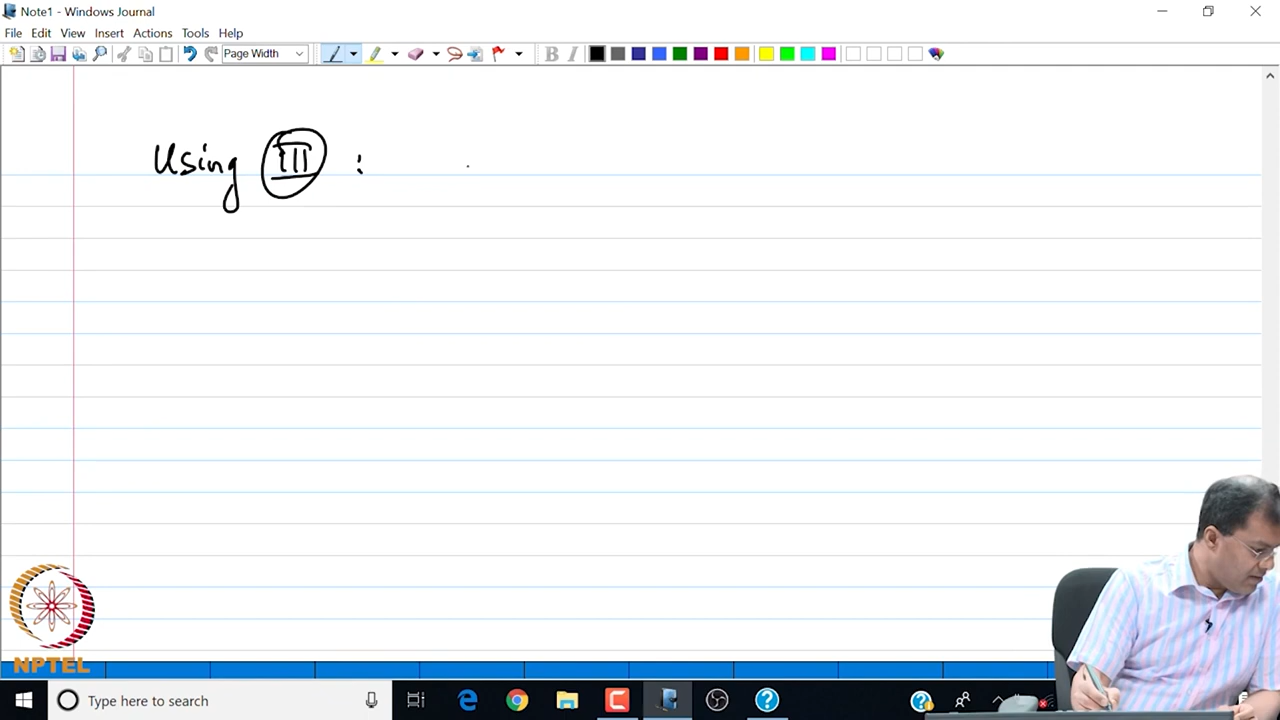 Note1 - Windows Journal
File Edit View Insert Actions Tools Help
Page Width B I
Using III :
NPTEL
Type here to search